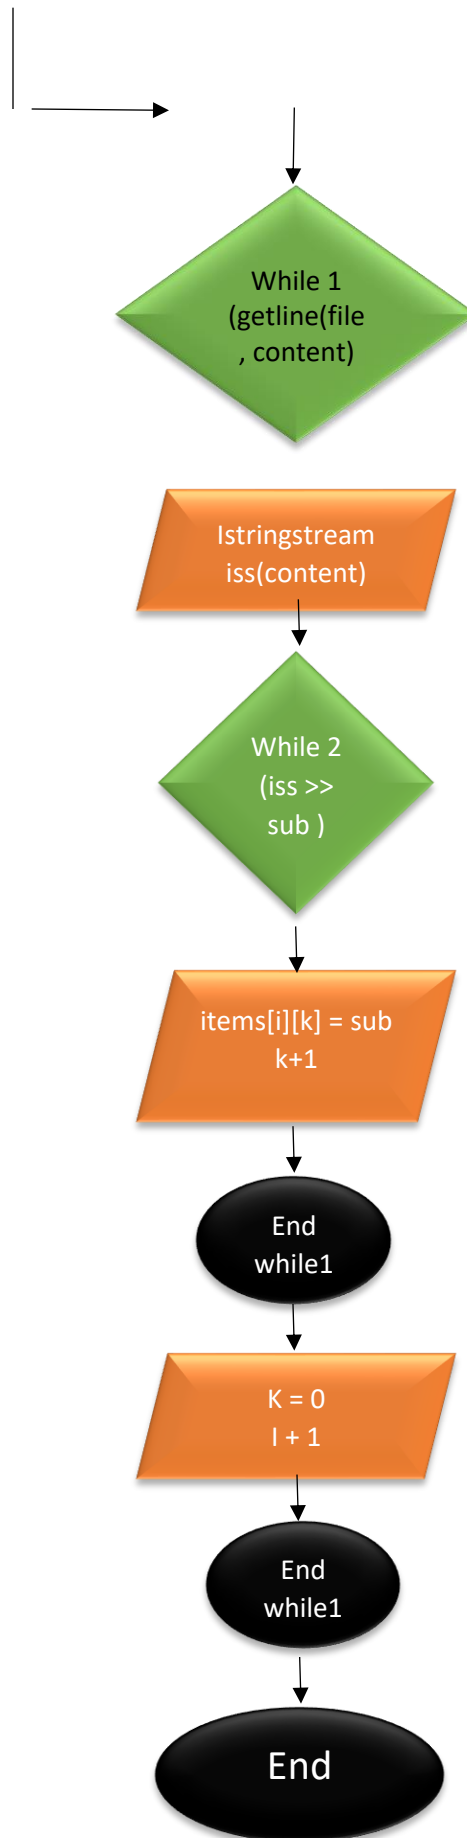 While 1
(getline(file
, content)
Istringstream
iss(content)
While 2
(iss >>
sub )
items[i][k] = sub
k+1
End
while1
K = 0
I + 1
End
while1
End